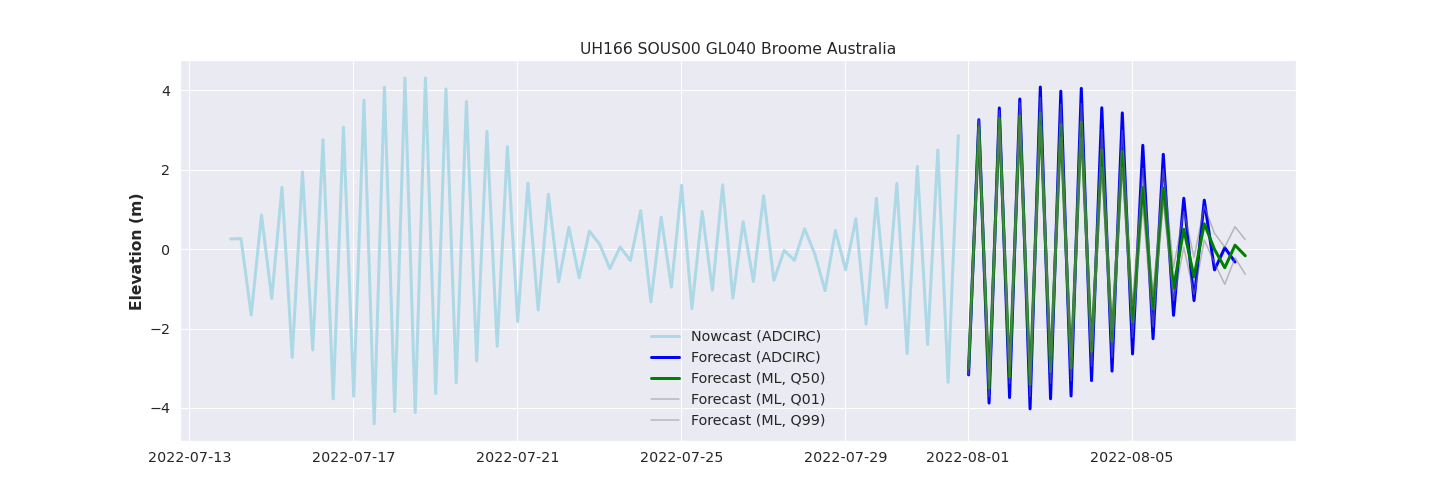 UH166 SOUS00 GL040 Broome Australia
Elevation (m)
4
2
0
−2
−4
Nowcast (ADCIRC)
Forecast (ADCIRC)
Forecast (ML, Q50)
Forecast (ML, Q01)
Forecast (ML, Q99)
2022-07-13 2022-07-17 2022-07-21 2022-07-25 2022-07-29 2022-08-01 2022-08-05